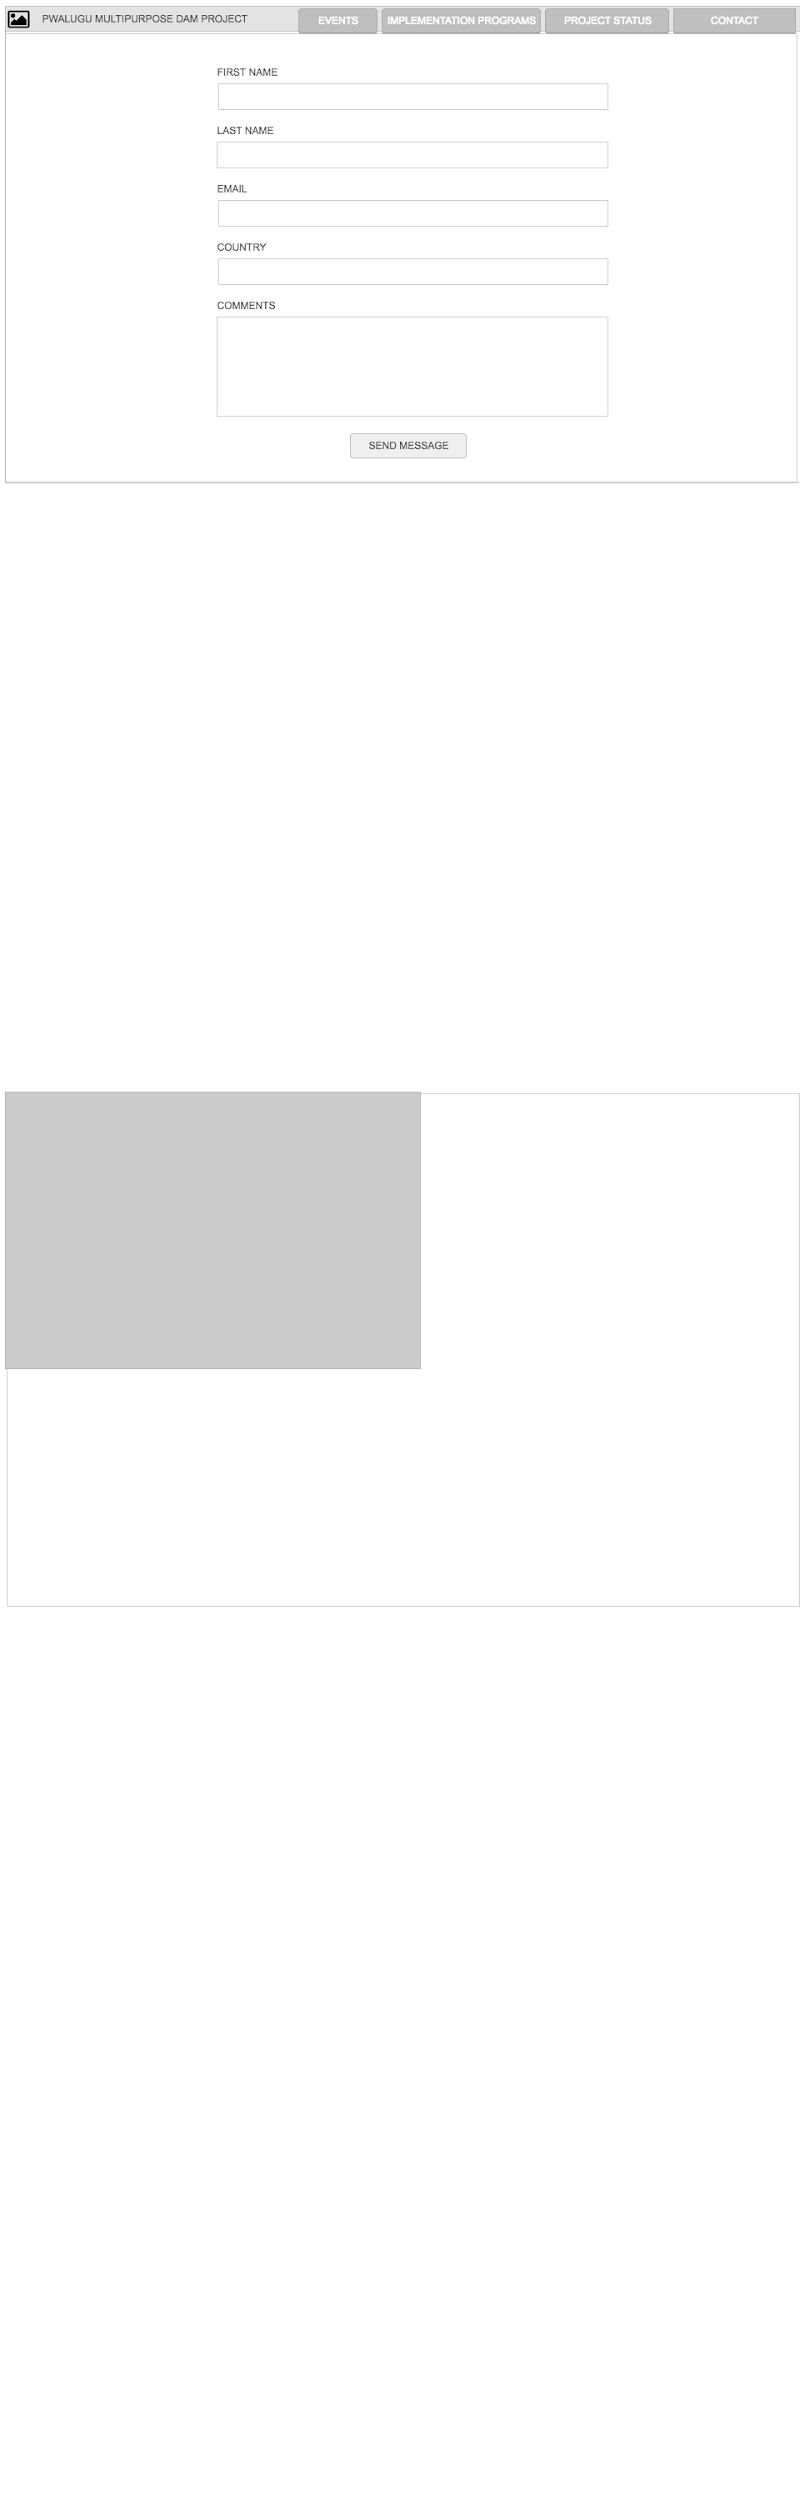 PWALUGU MULTIPURPOSE DAM PROJECT
EVENTS
IMPLEMENTATION PROGRAMS
PROJECT STATUS
CONTACT
FIRST NAME
LAST NAME
EMAIL
COUNTRY
COMMENTS
SEND MESSAGE